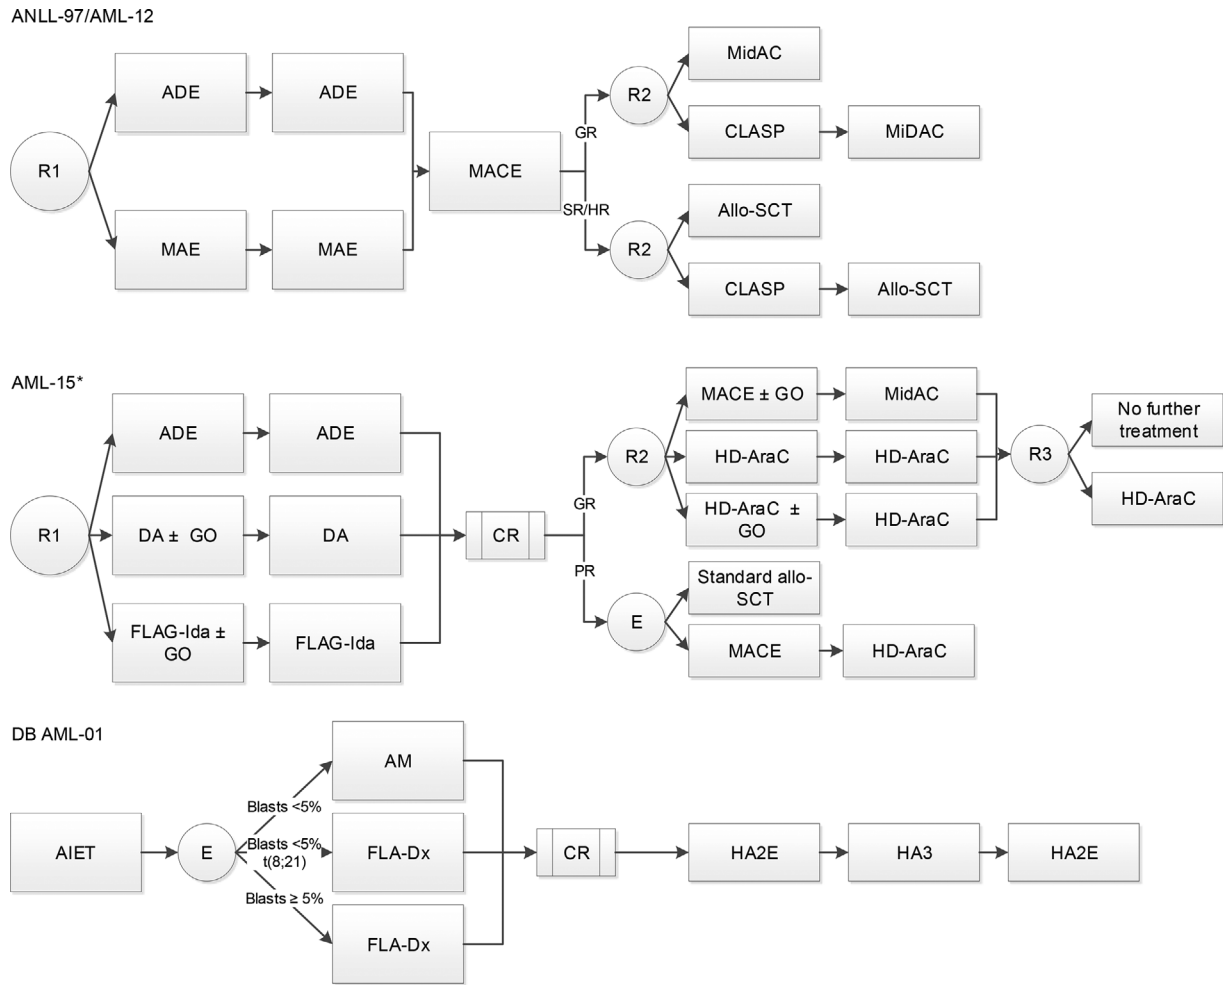 ANLL-97/AML-12
ADE
ADE
R1
MAE
MAE
MACE
GR
SR/HR
R2
MidAC
CLASP
MiDAC
R2
Allo-SCT
CLASP
Allo-SCT
AML-15*
R1
ADE
ADE
DA ± GO
DA
FLAG-Ida ±
GO
FLAG-Ida
CR
GR
PR
R2
MACE ± GO
MidAC
HD-AraC
HD-AraC
HD-AraC ±
GO
HD-AraC
R3
No further
treatment
HD-AraC
E
Standard allo-
SCT
MACE
HD-AraC
DB AML-01
AIET
E
Blasts <5%
Blasts <5%
t(8;21)
Blasts ≥ 5%
AM
FLA-Dx
FLA-Dx
CR
HA2E
HA3
HA2E